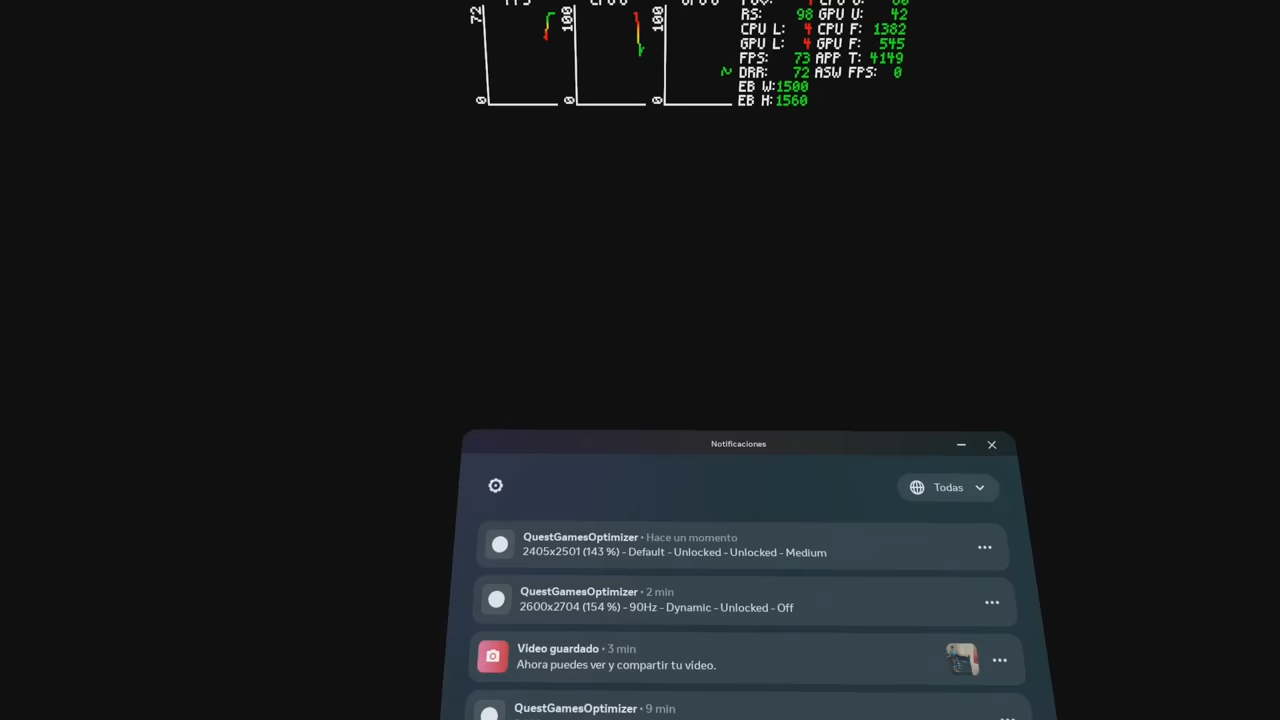 72
100
100
0
0
0
RS: 98 GPU U: 42
CPU L: 4 CPU F: 1382
GPU L: 4 GPU F: 545
FPS: 73 APP T: 4149
DRR: 72 ASW FPS: 0
EB W: 1500
EB H: 1560
Notificaciones
Todas
QuestGamesOptimizer • Hace un momento
2405x2501 (143 %) - Default - Unlocked - Unlocked - Medium
QuestGamesOptimizer • 2 min
2600x2704 (154 %) - 90Hz - Dynamic - Unlocked - Off
Video guardado • 3 min
Ahora puedes ver y compartir tu video.
QuestGamesOptimizer • 9 min